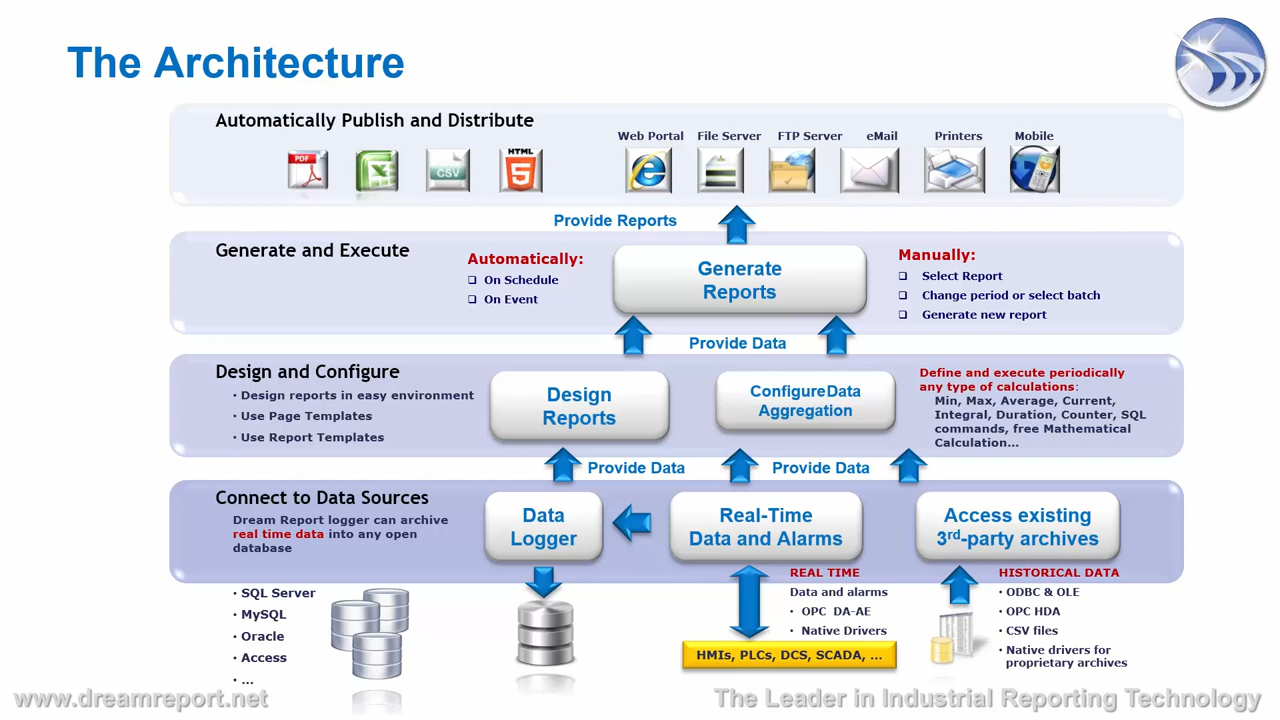 The Architecture
Automatically Publish and Distribute
Web Portal File Server FTP Server eMail Printers Mobile
PDF
CSV
HTML
5
Provide Reports
Generate and Execute
Automatically:
❑ On Schedule
❑ On Event
Generate
Reports
Manually:
❑ Select Report
❑ Change period or select batch
❑ Generate new report
Provide Data
Design and Configure
• Design reports in easy environment
• Use Page Templates
• Use Report Templates
Design
Reports
ConfigureData
Aggregation
Define and execute periodically
any type of calculations:
Min, Max, Average, Current,
Integral, Duration, Counter, SQL
commands, free Mathematical
Calculation...
Provide Data
Provide Data
Connect to Data Sources
Dream Report logger can archive
real time data into any open
database
Data
Logger
Real-Time
Data and Alarms
Access existing
3rd-party archives
• SQL Server
• MySQL
• Oracle
• Access
• ...
REAL TIME
Data and alarms
• OPC DA-AE
• Native Drivers
HMIs, PLCs, DCS, SCADA, ...
HISTORICAL DATA
• ODBC & OLE
• OPC HDA
• CSV files
• Native drivers for
proprietary archives
www.dreamreport.net
The Leader in Industrial Reporting Technology